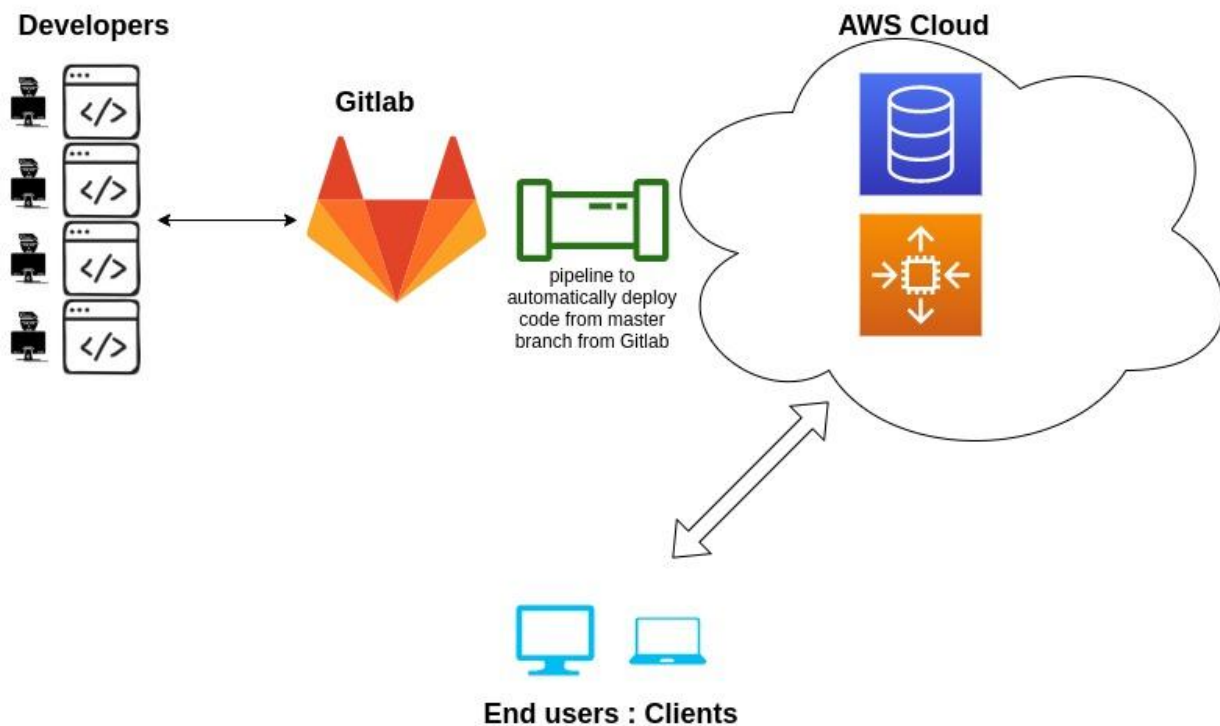 Developers
AWS Cloud
Gitlab
</>
</>
</>
</>
pipeline to
automatically deploy
code from master
branch from Gitlab
End users : Clients